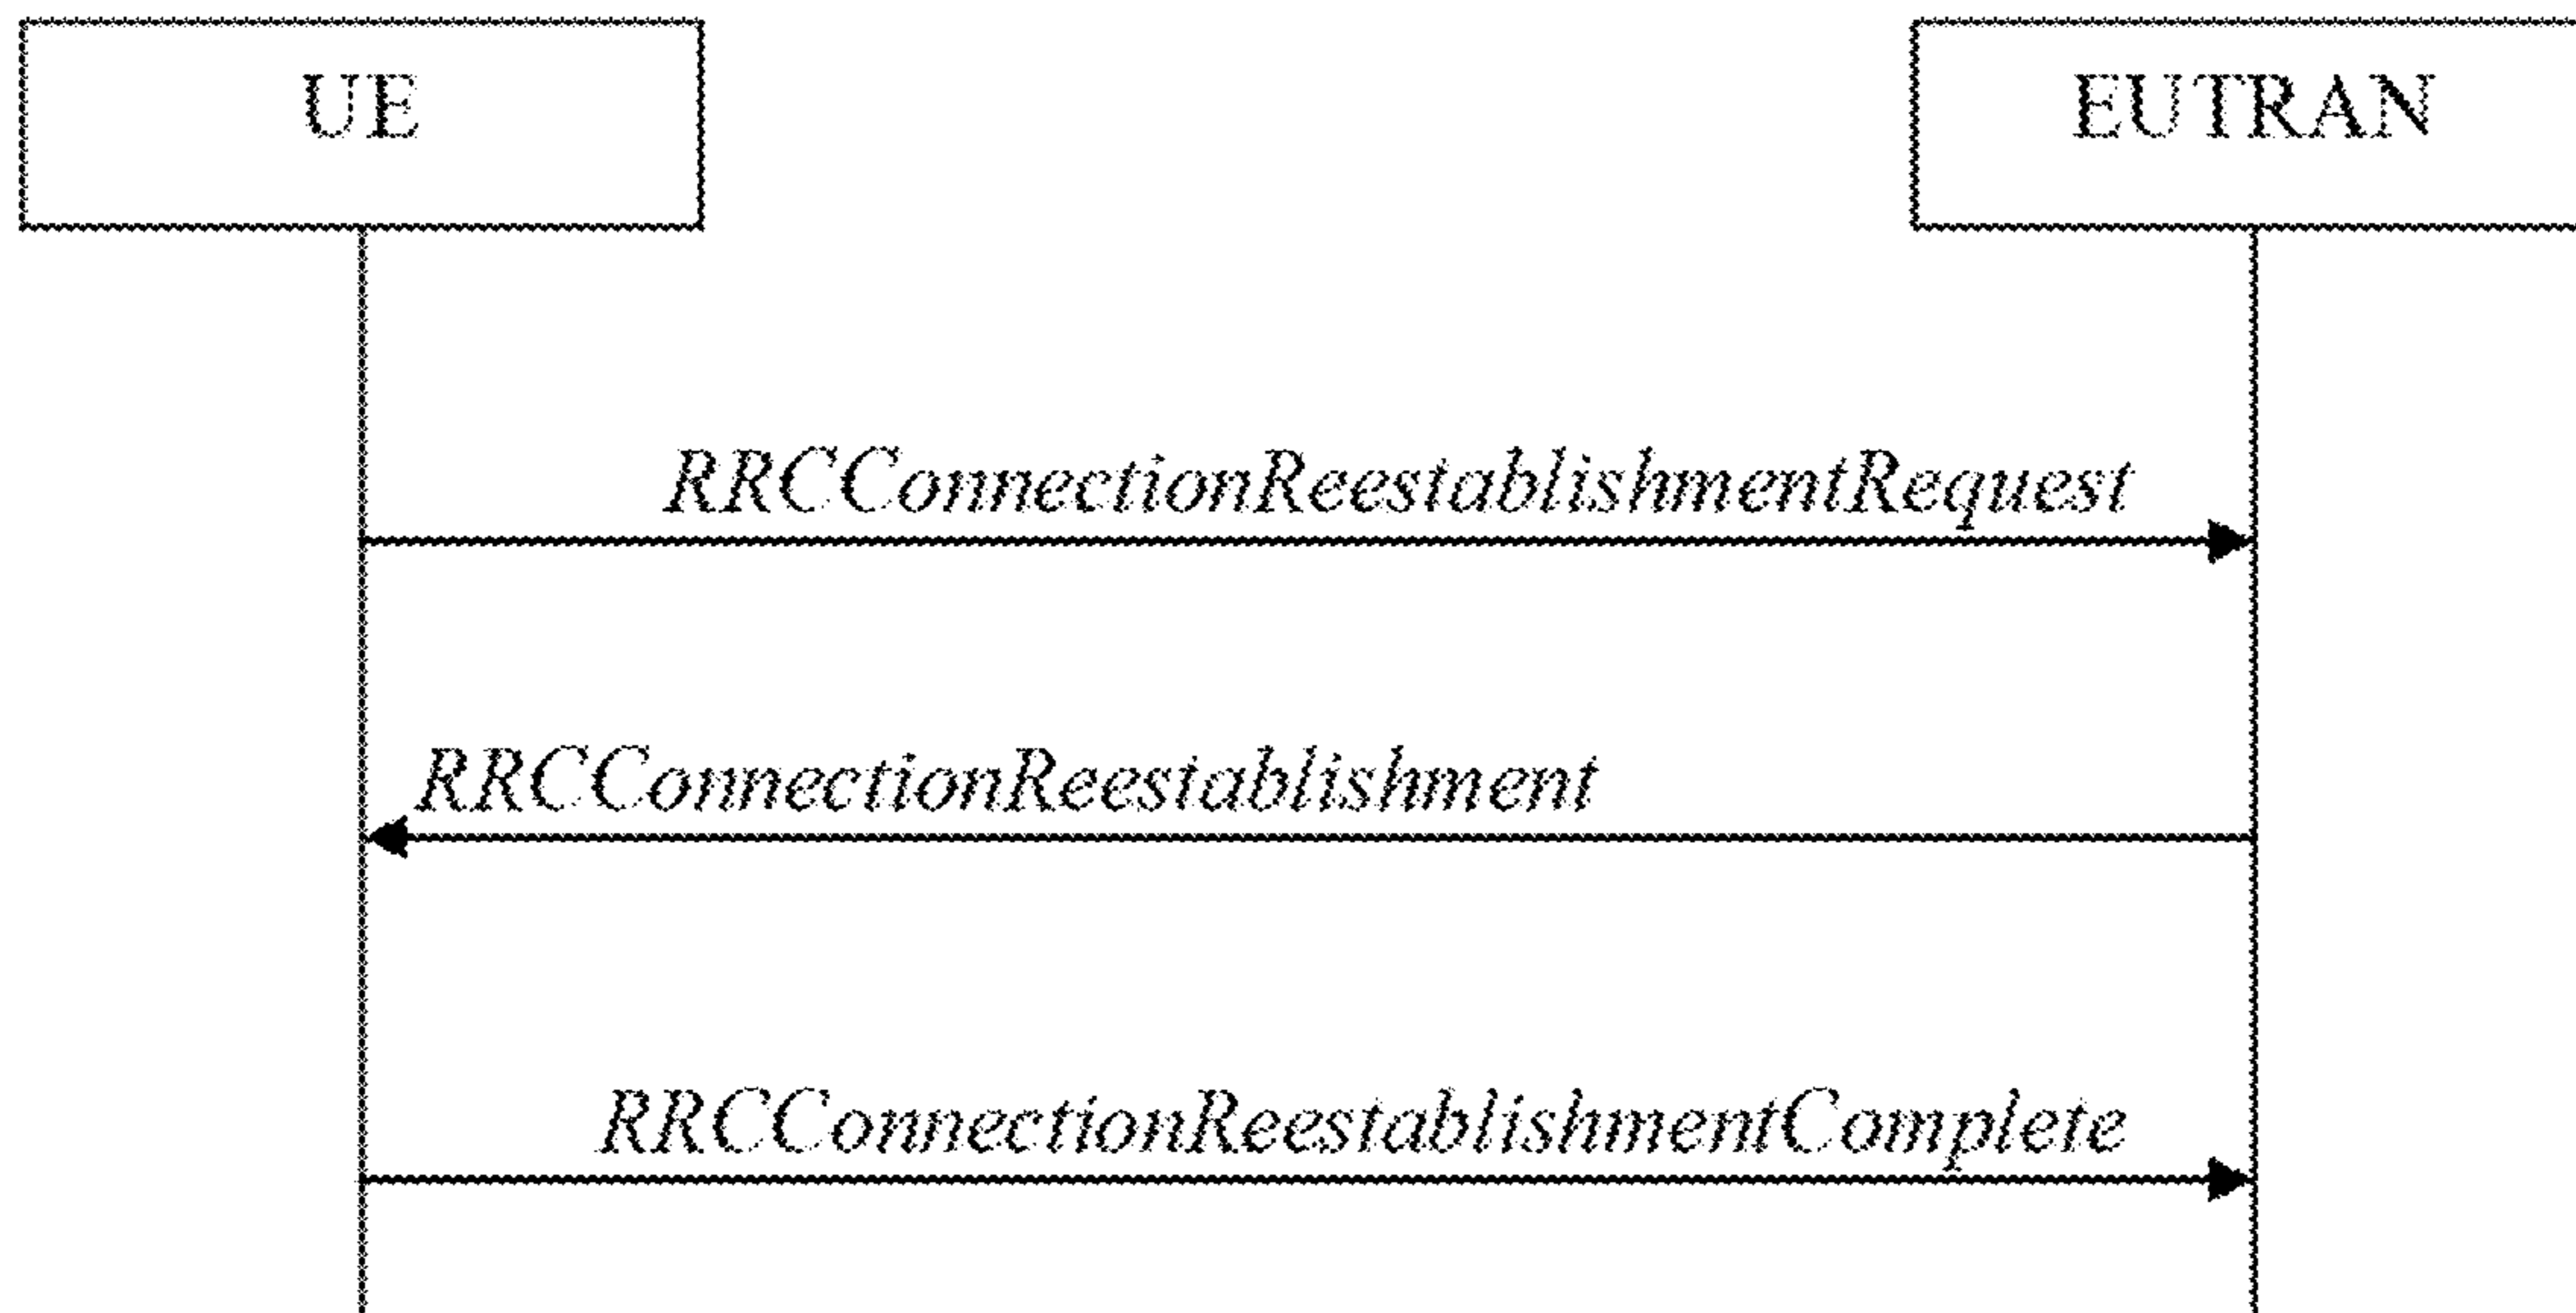 UE
EUTRAN
RRCConnectionReestablishmentRequest
RRCConnectionReestablishment
RRCConnectionReestablishmentComplete